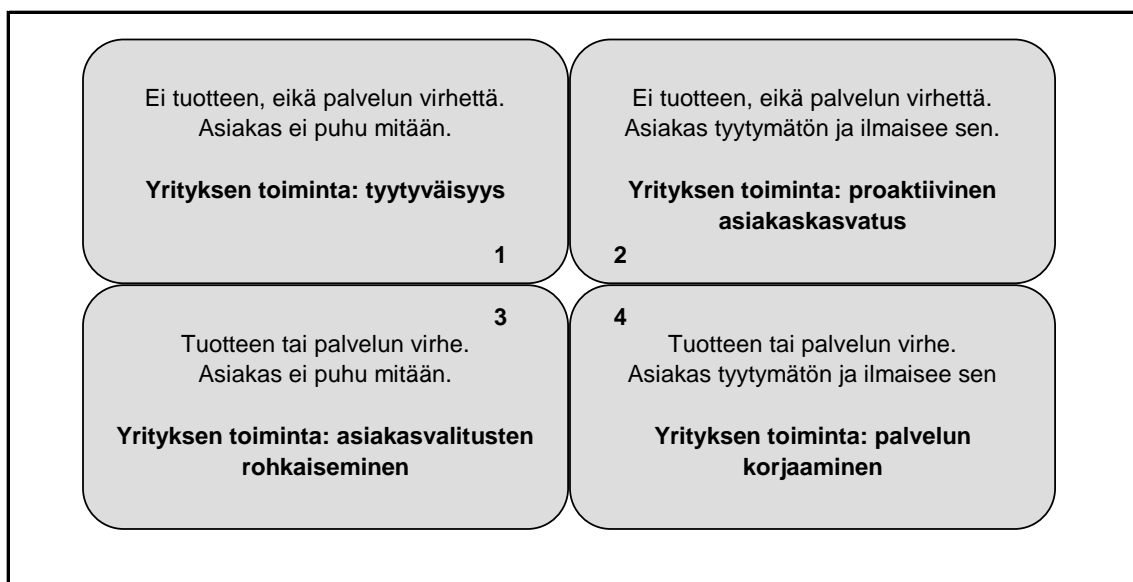 Ei tuotteen, eikä palvelun virhettä.
Asiakas ei puhu mitään.
Yrityksen toiminta: tyytyväisyys
1
Ei tuotteen, eikä palvelun virhettä.
Asiakas tyytymätön ja ilmaisee sen.
Yrityksen toiminta: proaktiivinen
asiakaskasvatus
2
3
Tuotteen tai palvelun virhe.
Asiakas ei puhu mitään.
Yrityksen toiminta: asiakasvalitusten
rohkaiseminen
4
Tuotteen tai palvelun virhe.
Asiakas tyytymätön ja ilmaisee sen
Yrityksen toiminta: palvelun
korjaaminen